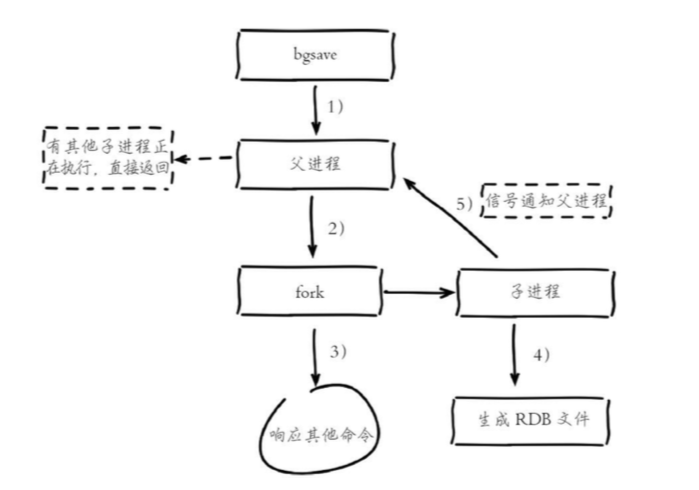 bgsave
1)
有其他子进程正
在执行，直接返回
父进程
5)
信号通知父进程
2)
fork
子进程
3)
4)
响应其他命令
生成 RDB 文件